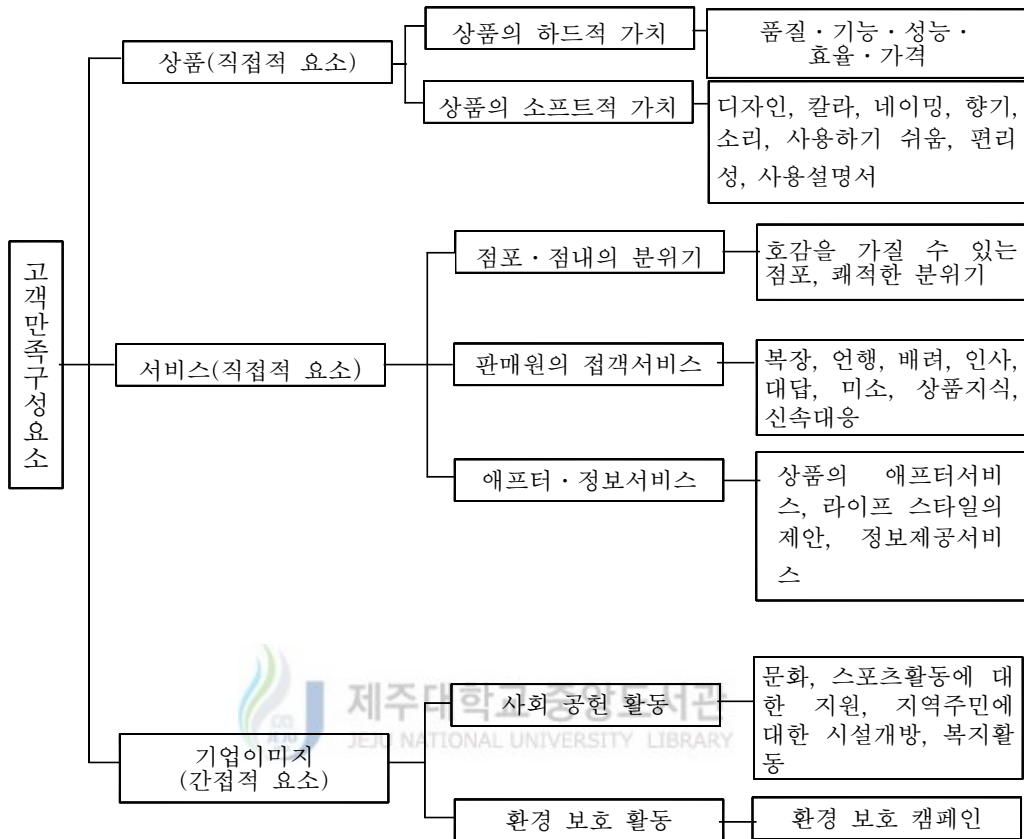 상품의 하드적 가치
품질·기능·성능·
효율·가격
상품(직접적 요소)
상품의 소프트적 가치
디자인, 칼라, 네이밍, 향기,
소리, 사용하기 쉬움, 편리
성, 사용설명서
고객만족구성요소
점포·점내의 분위기
호감을 가질 수 있는
점포, 쾌적한 분위기
서비스(직접적 요소)
판매원의 접객서비스
복장, 언행, 배려, 인사,
대답, 미소, 상품지식,
신속대응
애프터·정보서비스
상품의 애프터서비
스, 라이프 스타일의
제안, 정보제공서비
스
제주대학교 중앙도서관
JEJU NATIONAL UNIVERSITY LIBRARY
사회 공헌 활동
문화, 스포츠활동에 대
한 지원, 지역주민에
대한 시설개방, 복지활
동
기업이미지
(간접적 요소)
환경 보호 활동
환경 보호 캠페인